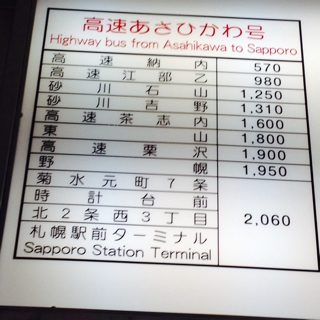 高速あさひかわ号
Highway bus from Asahikawa to Sapporo
高速納内 570
高速江部乙 980
砂川石山 1,250
砂川吉野 1,310
高速茶志内 1,600
東山 1,800
高速栗沢 1,900
野幌 1,950
菊水元町7条
時計台前
北2条西3丁目 2,060
札幌駅前ターミナル
Sapporo Station Terminal